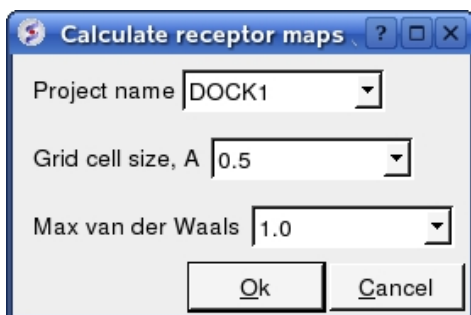 Calculate receptor maps
Project name DOCK1
Grid cell size, A 0.5
Max van der Waals 1.0
Ok Cancel